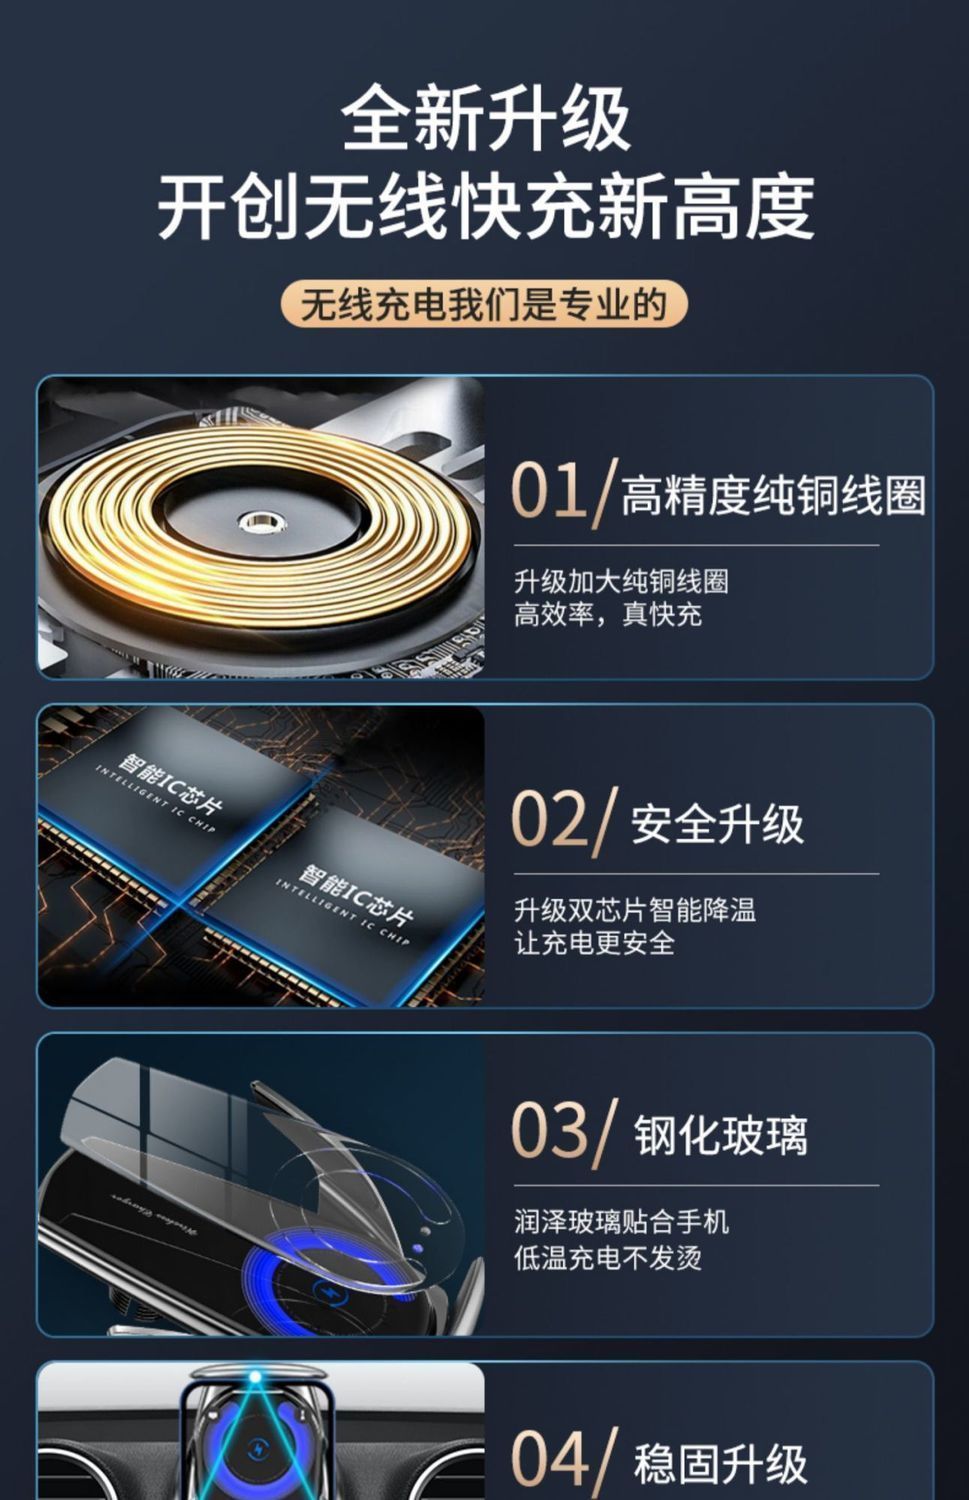 全新升级
开创无线快充新高度
无线充电我们是专业的
01/高精度纯铜线圈
升级加大纯铜线圈
高效率，真快充
智能IC芯片
INTELLIGENT IC CHIP
智能IC芯片
INTELLIGENT IC CHIP
02/ 安全升级
升级双芯片智能降温
让充电更安全
Wireless Charger
03/ 钢化玻璃
润泽玻璃贴合手机
低温充电不发烫
04/ 稳固升级